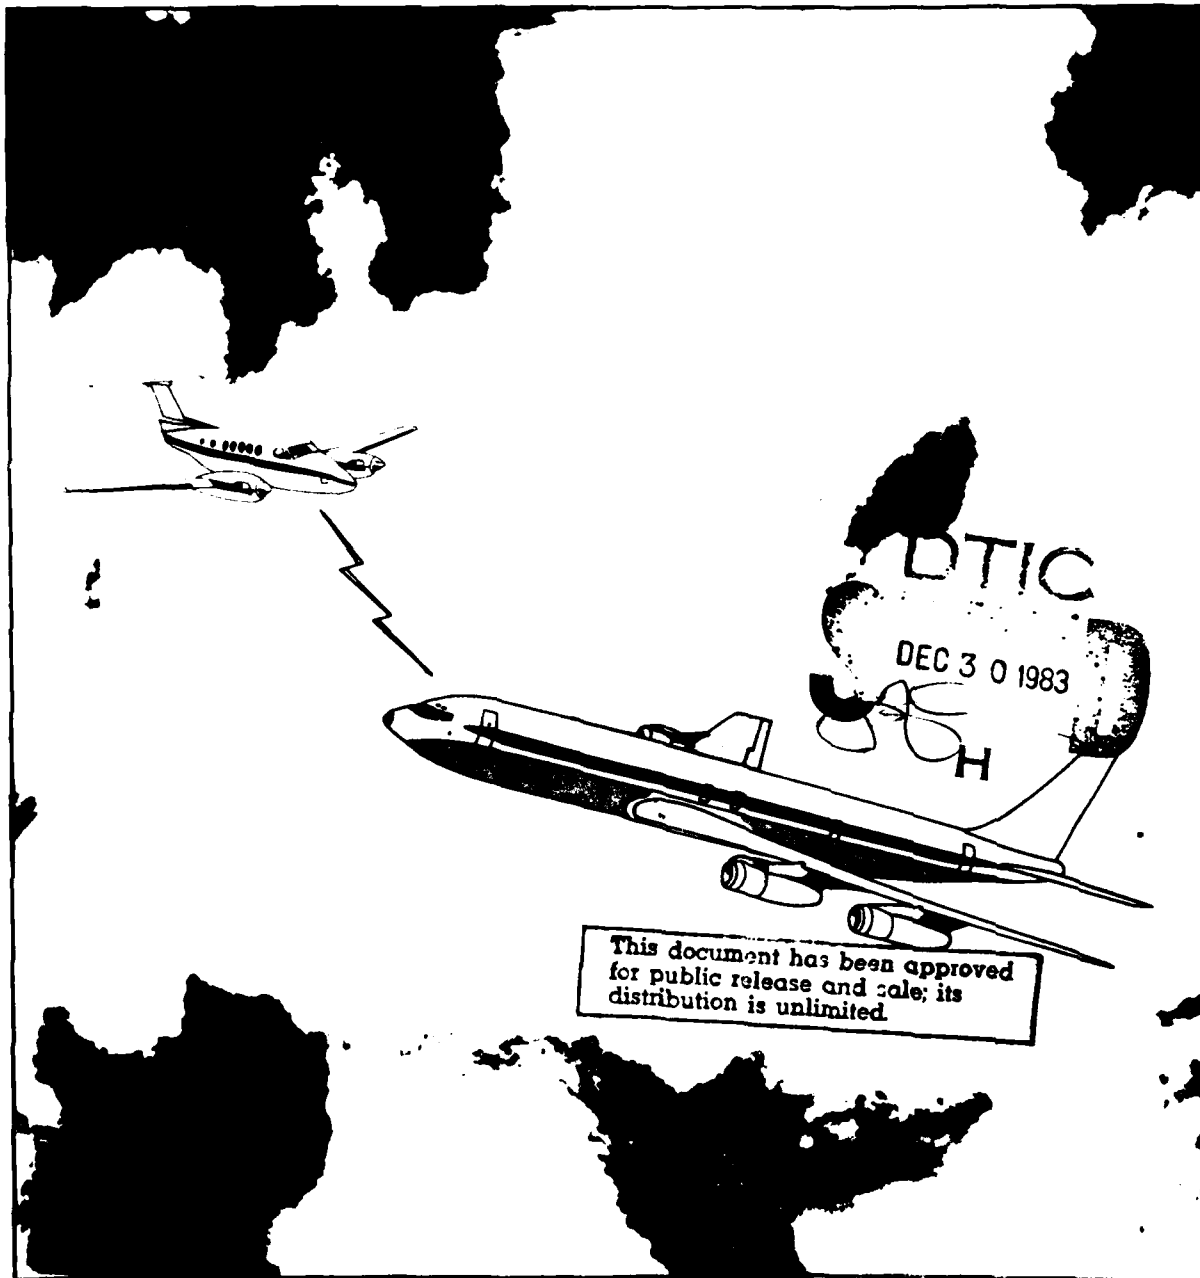 DTIC
DEC 3 0 1983
H
This document has been approved
for public release and sale; its
distribution is unlimited.